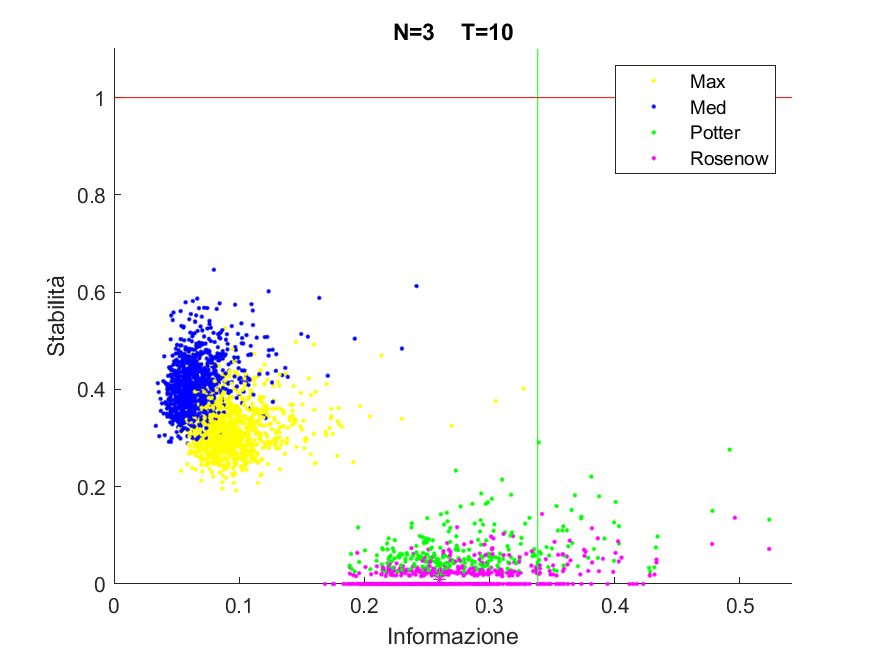 N=3 T=10
Max
Med
Potter
Rosenow
Stabilità
1
0.8
0.6
0.4
0.2
0
0 0.1 0.2 0.3 0.4 0.5
Informazione